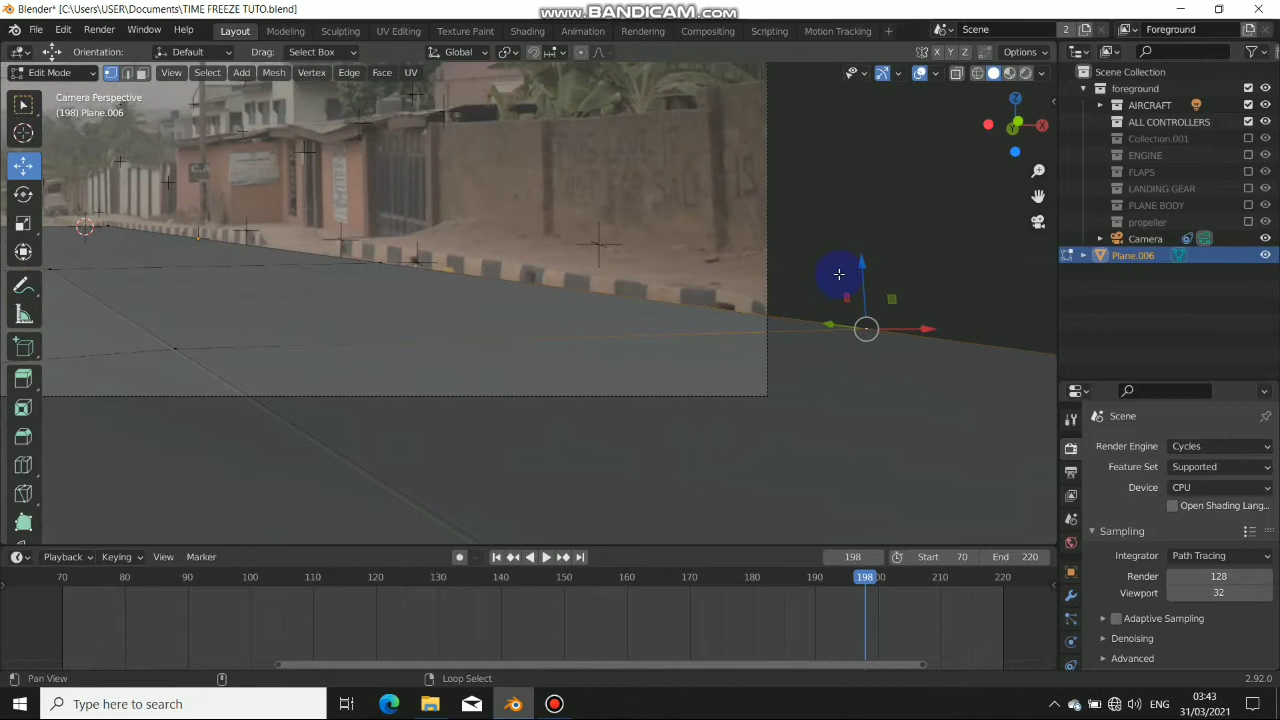 Blender* [C:\Users\USER\Documents\TIME FREEZE TUTO.blend]
www.BANDICAM.com
File Edit Render Window Help Layout Modeling Sculpting UV Editing Texture Paint Shading Animation Rendering Compositing Scripting Motion Tracking + Scene 2 Foreground
Orientation: Default Drag: Select Box Global X Y Z Options
Edit Mode View Select Add Mesh Vertex Edge Face UV
Camera Perspective
(198) Plane.006
Z
X
Y
Scene Collection
foreground
AIRCRAFT
ALL CONTROLLERS
Collection.001
ENGINE
FLAPS
LANDING GEAR
PLANE BODY
propeller
Camera
Plane.006
Scene
Render Engine Cycles
Feature Set Supported
Device CPU
Open Shading Lang...
Sampling
Integrator Path Tracing
Render 128
Viewport 32
Adaptive Sampling
Denoising
Advanced
Playback Keying View Marker 198 Start 70 End 220
70 80 90 100 110 120 130 140 150 160 170 180 190 198 200 210 220
Pan View Loop Select 2.92.0
Type here to search ENG 03:43
31/03/2021